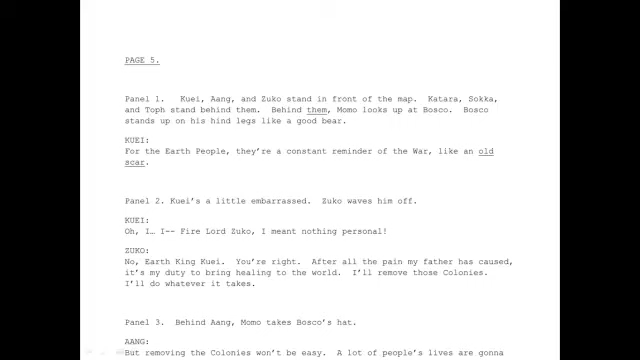 PAGE 5.
Panel 1. Kuei, Aang, and Zuko stand in front of the map. Katara, Sokka,
and Toph stand behind them. Behind them, Momo looks up at Bosco. Bosco
stands up on his hind legs like a good bear.
KUEI:
For the Earth People, they're a constant reminder of the War, like an old
scar.
Panel 2. Kuei's a little embarrassed. Zuko waves him off.
KUEI:
Oh, I… I-- Fire Lord Zuko, I meant nothing personal!
ZUKO:
No, Earth King Kuei. You're right. After all the pain my father has caused,
it's my duty to bring healing to the world. I'll remove those Colonies.
I'll do whatever it takes.
Panel 3. Behind Aang, Momo takes Bosco's hat.
AANG:
But removing the Colonies won't be easy. A lot of people's lives are gonna